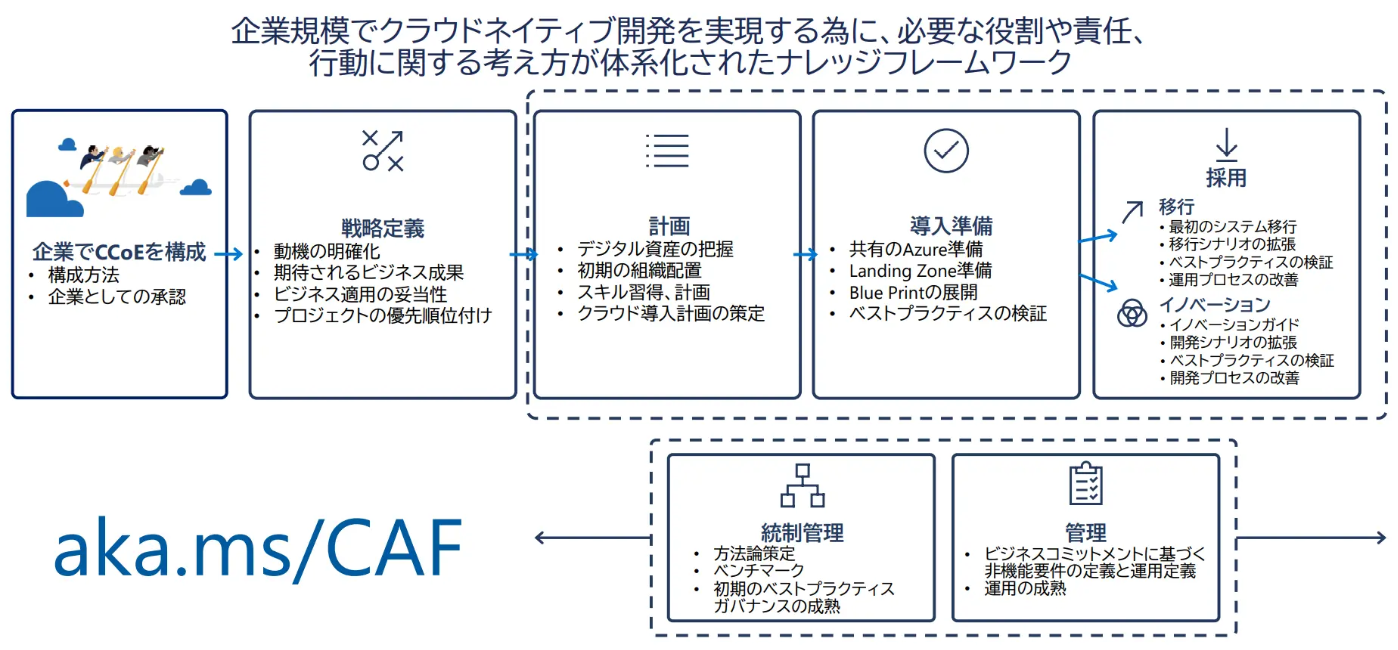 企業規模でクラウドネイティブ開発を実現する為に、必要な役割や責任、
行動に関する考え方が体系化されたナレッジフレームワーク
企業でCCoEを構成
• 構成方法
• 企業としての承認
戦略定義
• 動機の明確化
• 期待されるビジネス成果
• ビジネス適用の妥当性
• プロジェクトの優先順位付け
計画
• デジタル資産の把握
• 初期の組織配置
• スキル習得、計画
• クラウド導入計画の策定
導入準備
• 共有のAzure準備
• Landing Zone準備
• Blue Printの展開
• ベストプラクティスの検証
採用
移行
• 最初のシステム移行
• 移行シナリオの拡張
• ベストプラクティスの検証
• 運用プロセスの改善
イノベーション
• イノベーションガイド
• 開発シナリオの拡張
• ベストプラクティスの検証
• 開発プロセスの改善
aka.ms/CAF
統制管理
• 方法論策定
• ベンチマーク
• 初期のベストプラクティス
ガバナンスの成熟
管理
• ビジネスコミットメントに基づく
非機能要件の定義と運用定義
• 運用の成熟